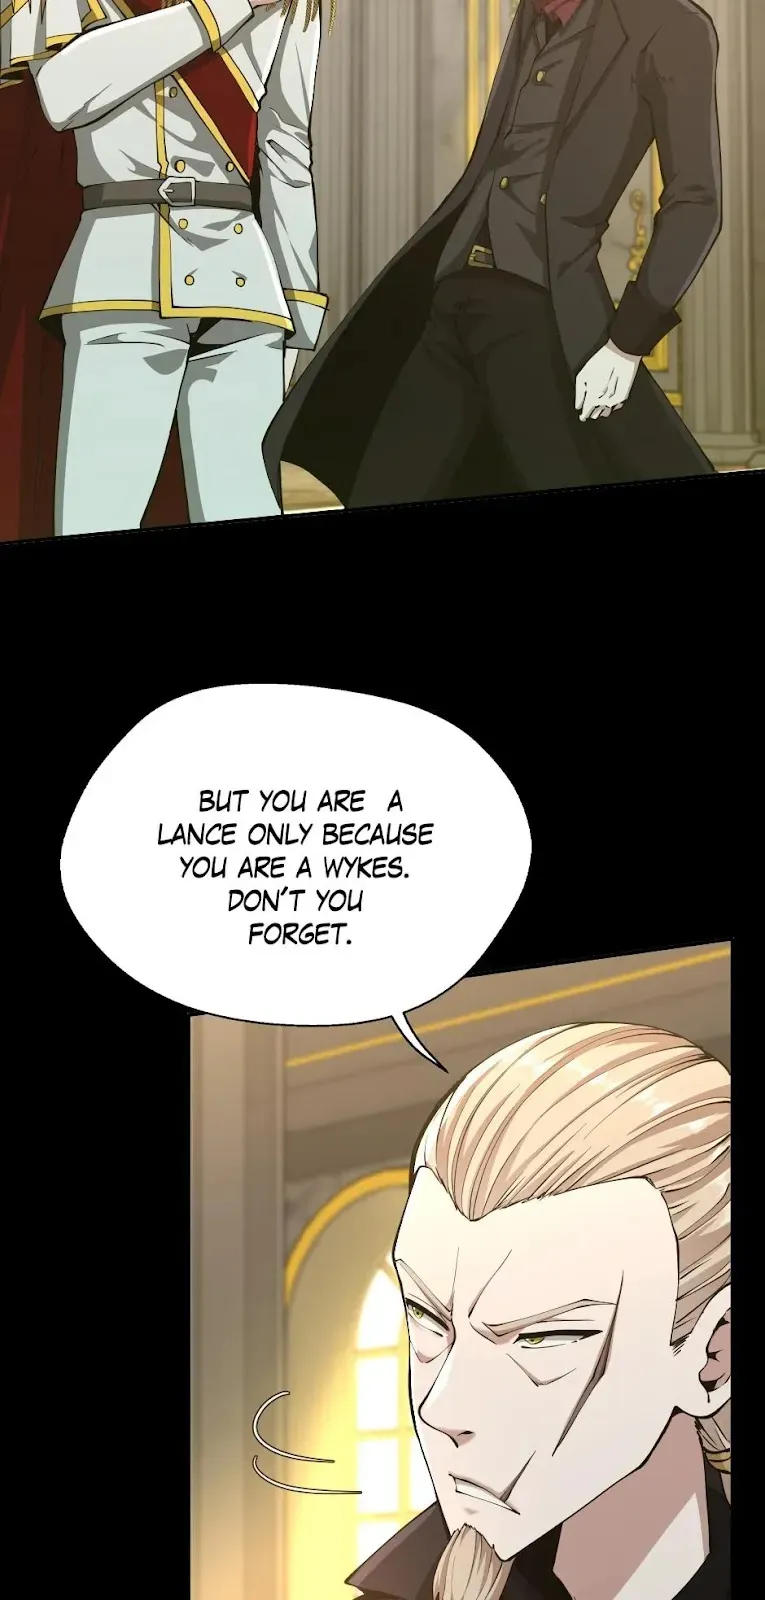 BUT YOU ARE A
LANCE ONLY BECAUSE
YOU ARE A WYKES.
DON'T YOU
FORGET.